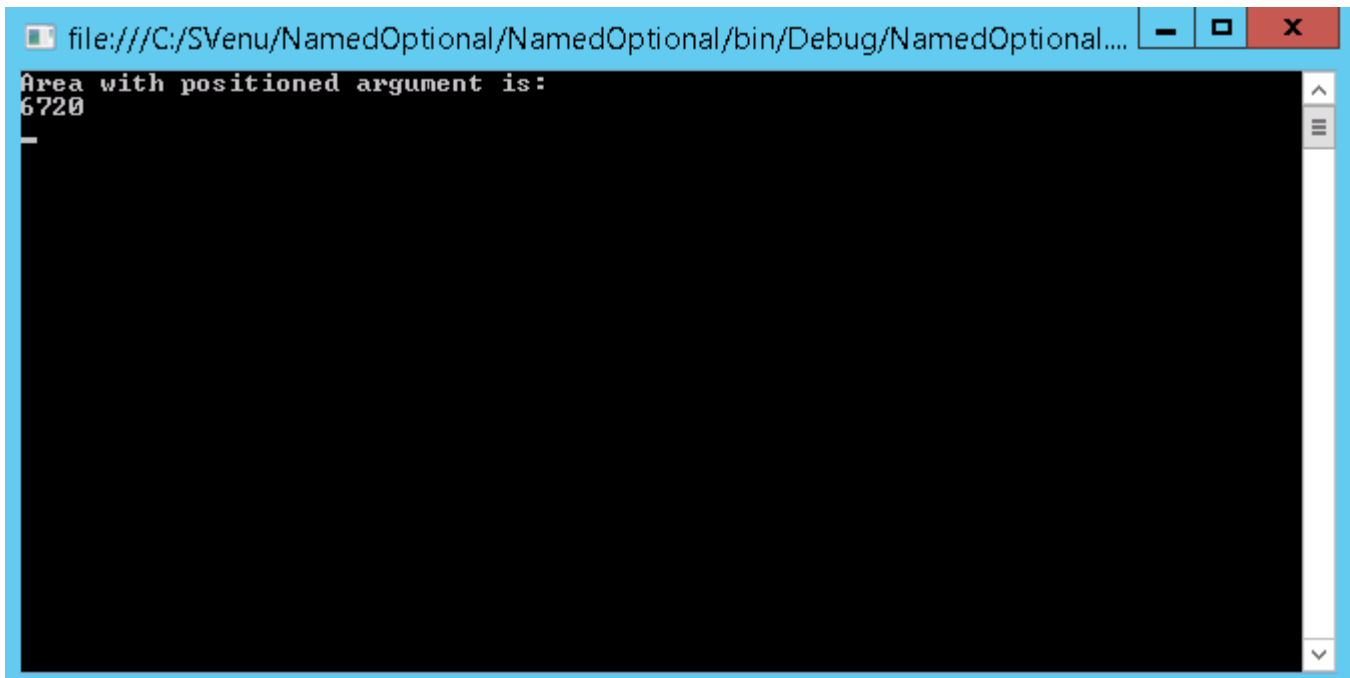 file:///C:/SVenu/NamedOptional/NamedOptional/bin/Debug/NamedOptional....
Area with positioned argument is:
6720